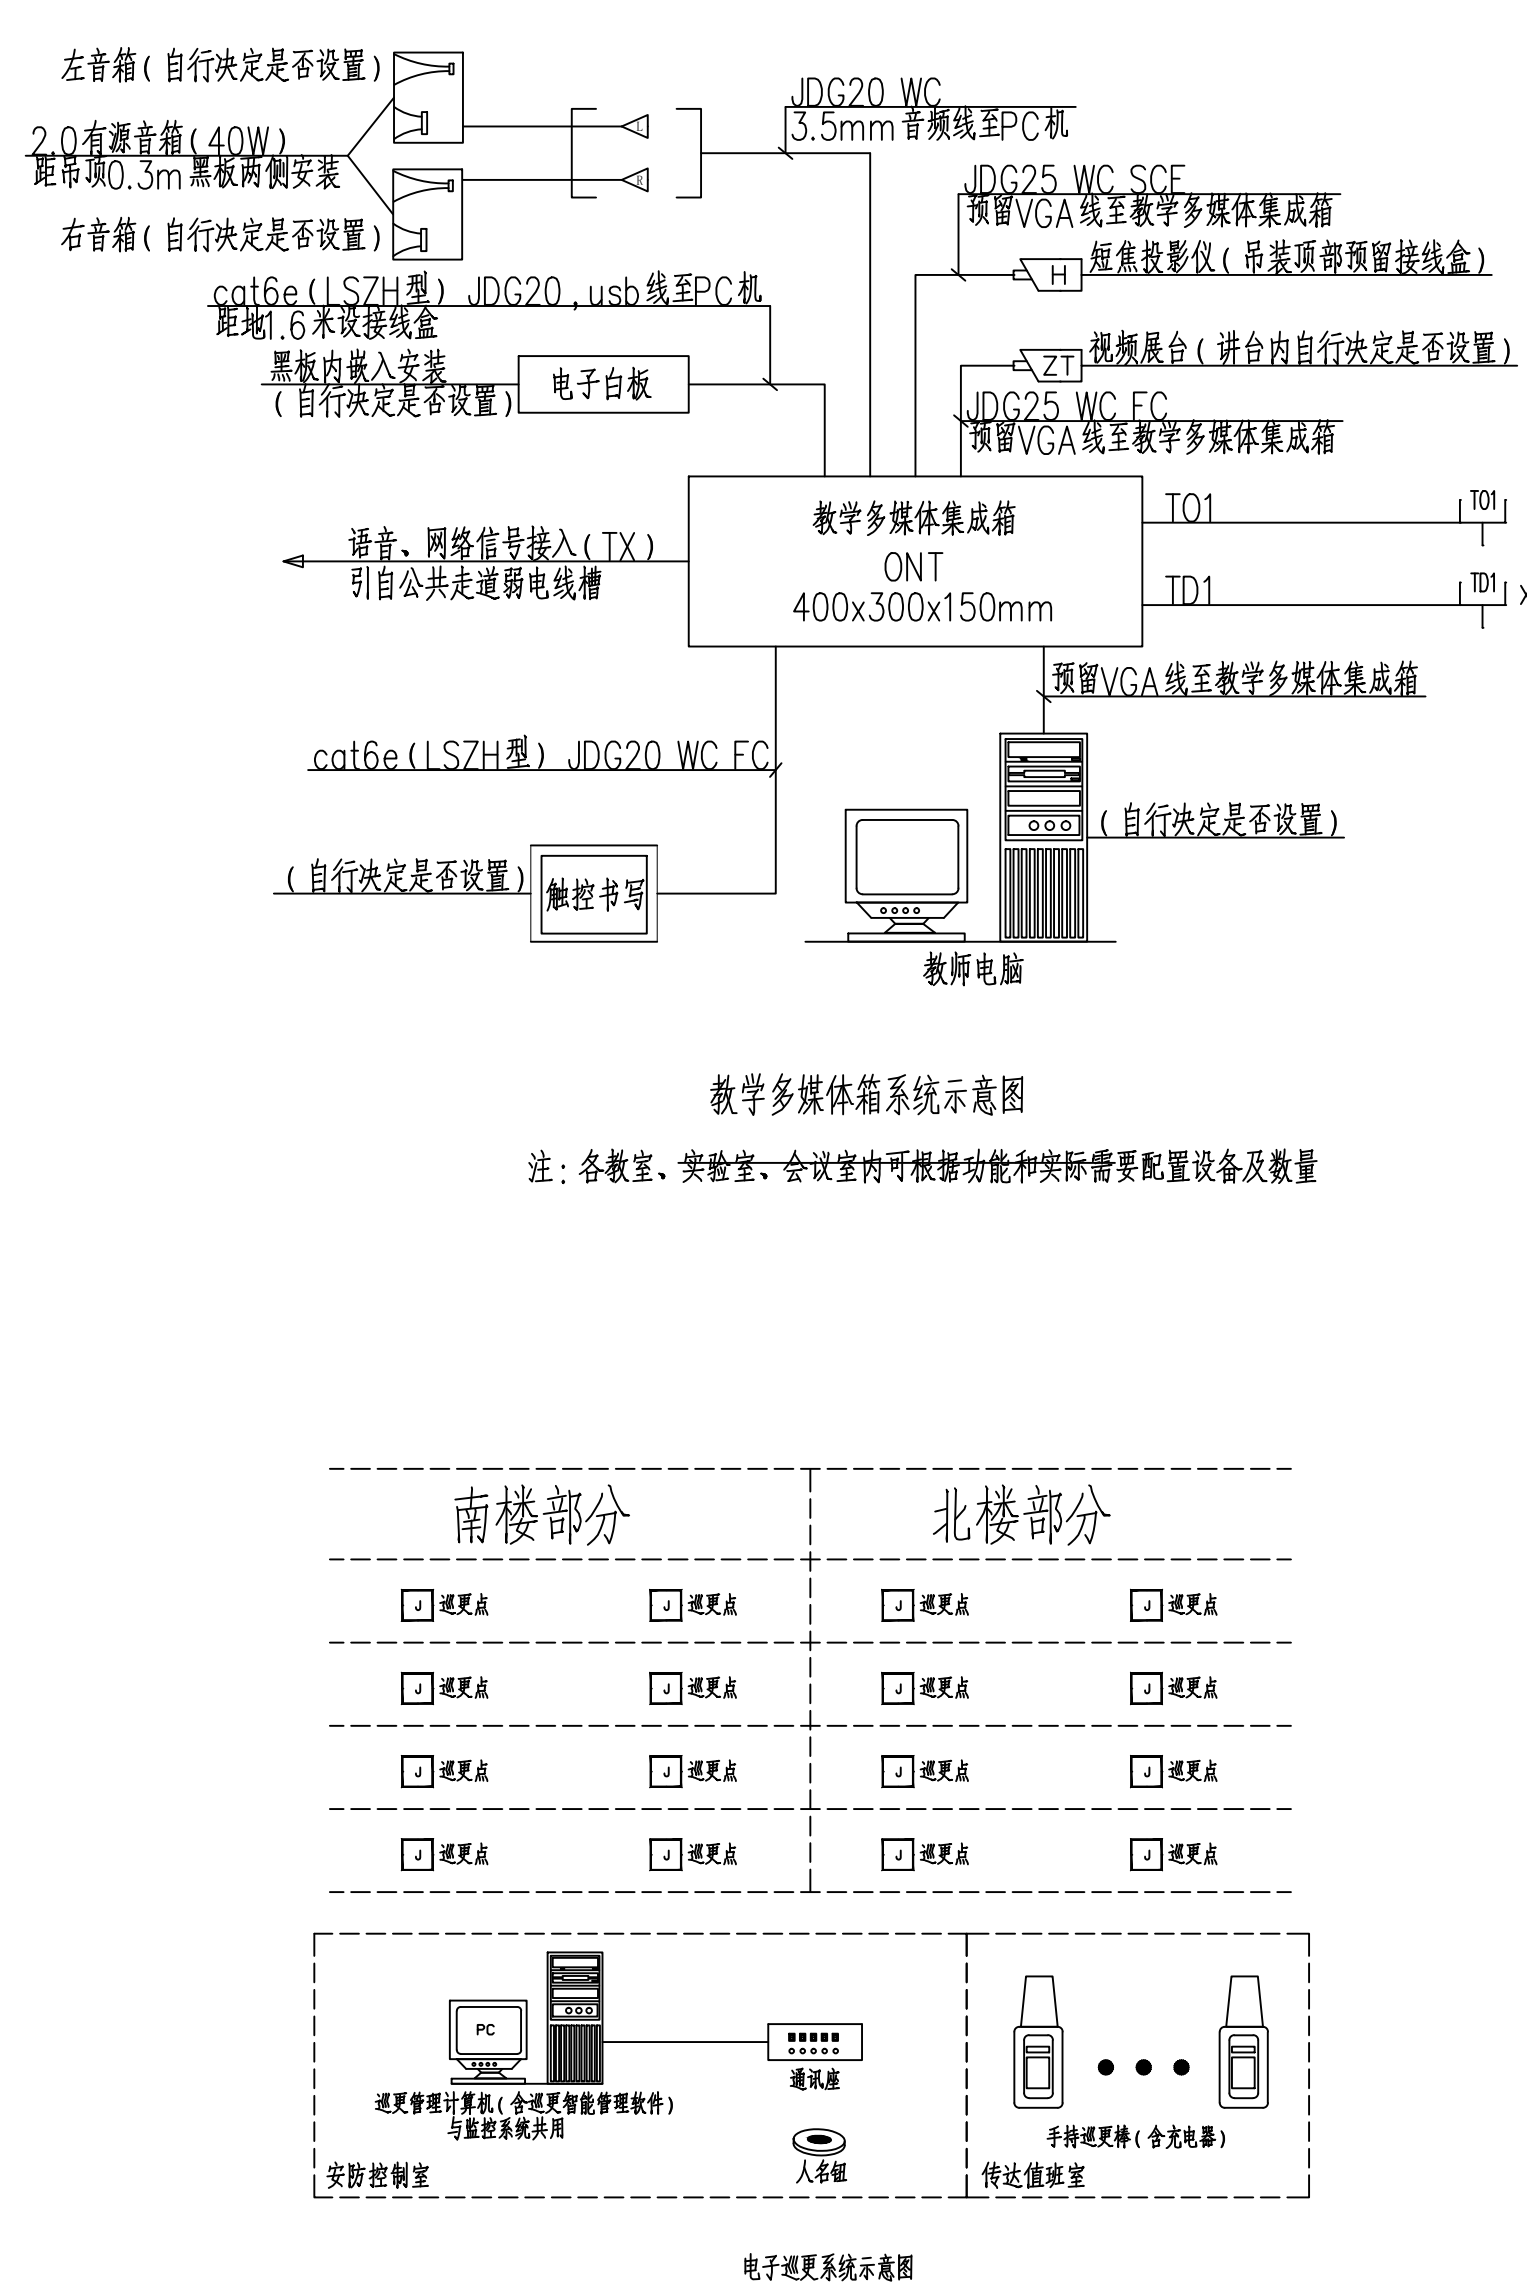 左音箱(自行决定是否设置)
2.0有源音箱(40W)
距吊顶0.3m黑板两侧安装
右音箱(自行决定是否设置)
L
R
JDG20 WC
3.5mm音频线至PC机
JDG25 WC SCE
预留VGA线至教学多媒体集成箱
H
短焦投影仪(吊装顶部预留接线盒)
cat6e(LSZH型) JDG20,usb线至PC机
距地1.6米设接线盒
黑板内嵌入安装
(自行决定是否设置)
电子白板
ZT
视频展台(讲台内自行决定是否设置)
JDG25 WC FC
预留VGA线至教学多媒体集成箱
教学多媒体集成箱
ONT
400x300x150mm
语音、网络信号接入(TX)
引自公共走道弱电线槽
TO1
TO1
TD1
TD1
预留VGA线至教学多媒体集成箱
cat6e(LSZH型) JDG20 WC FC
(自行决定是否设置)
(自行决定是否设置)
触控书写
教师电脑
教学多媒体箱系统示意图
注:各教室、实验室、会议室内可根据功能和实际需要配置设备及数量
南楼部分 北楼部分
J 巡更点 J 巡更点 J 巡更点 J 巡更点
J 巡更点 J 巡更点 J 巡更点 J 巡更点
J 巡更点 J 巡更点 J 巡更点 J 巡更点
J 巡更点 J 巡更点 J 巡更点 J 巡更点
PC
通讯座
巡更管理计算机(含巡更智能管理软件)
与监控系统共用
人名钮
安防控制室
手持巡更棒(含充电器)
传达值班室
电子巡更系统示意图